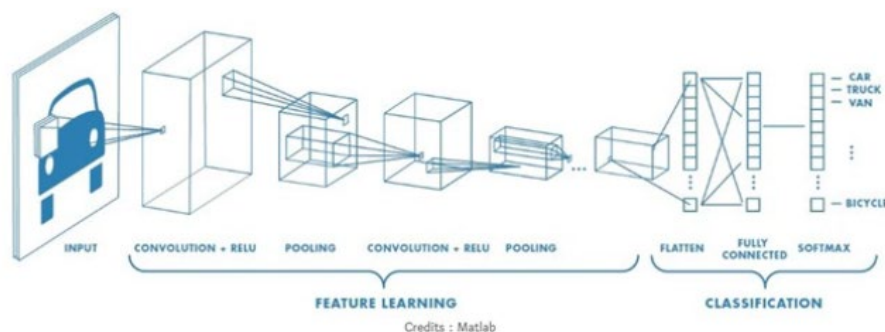 CAR
TRUCK
VAN
BICYCLE
INPUT
CONVOLUTION + RELU
POOLING
CONVOLUTION + RELU
POOLING
FLATTEN
FULLY
CONNECTED
SOFTMAX
FEATURE LEARNING
CLASSIFICATION
Credits : Matlab